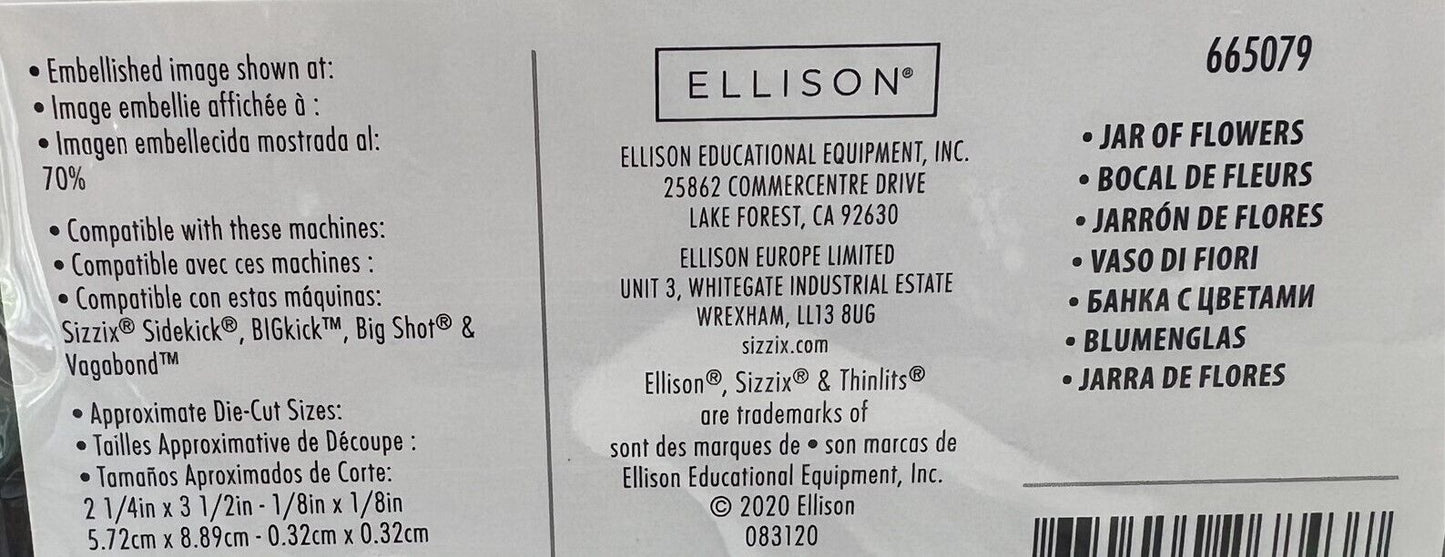 • Embellished image shown at:
• Image embellie affichée à :
• Imagen embellecida mostrada al:
70%
• Compatible with these machines:
• Compatible avec ces machines :
• Compatible con estas máquinas:
Sizzix® Sidekick®, BIGkick™, Big Shot® &
Vagabond™
• Approximate Die-Cut Sizes:
• Tailles Approximative de Découpe :
• Tamaños Aproximados de Corte:
2 1/4in x 3 1/2in - 1/8in x 1/8in
5.72cm x 8.89cm - 0.32cm x 0.32cm
ELLISON®
ELLISON EDUCATIONAL EQUIPMENT, INC.
25862 COMMERCENTRE DRIVE
LAKE FOREST, CA 92630
ELLISON EUROPE LIMITED
UNIT 3, WHITEGATE INDUSTRIAL ESTATE
WREXHAM, LL13 8UG
sizzix.com
Ellison®, Sizzix® & Thinlits®
are trademarks of
sont des marques de • son marcas de
Ellison Educational Equipment, Inc.
© 2020 Ellison
083120
665079
• JAR OF FLOWERS
• BOCAL DE FLEURS
• JARRÓN DE FLORES
• VASO DI FIORI
• БАНКА С ЦВЕТАМИ
• BLUMENGLAS
• JARRA DE FLORES